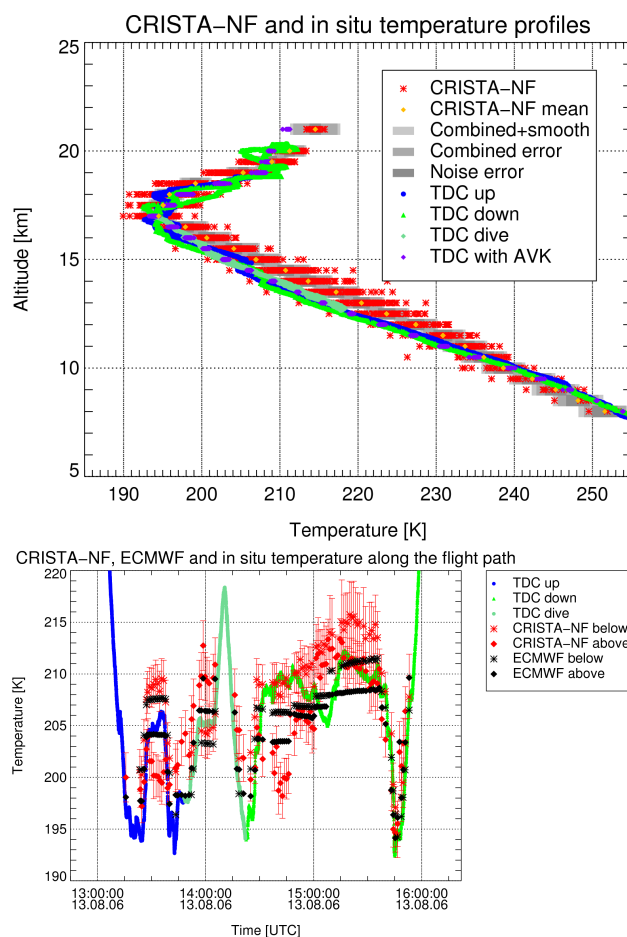 CRISTA−NF and in situ temperature profiles
25
20
15
10
5
Altitude [km]
CRISTA−NF
CRISTA−NF mean
Combined+smooth
Combined error
Noise error
TDC up
TDC down
TDC dive
TDC with AVK
190 200 210 220 230 240 250
Temperature [K]
CRISTA−NF, ECMWF and in situ temperature along the flight path
220
215
210
205
200
195
190
Temperature [K]
TDC up
TDC down
TDC dive
CRISTA−NF below
CRISTA−NF above
ECMWF below
ECMWF above
13:00:00 14:00:00 15:00:00 16:00:00
13.08.06 13.08.06 13.08.06 13.08.06
Time [UTC]